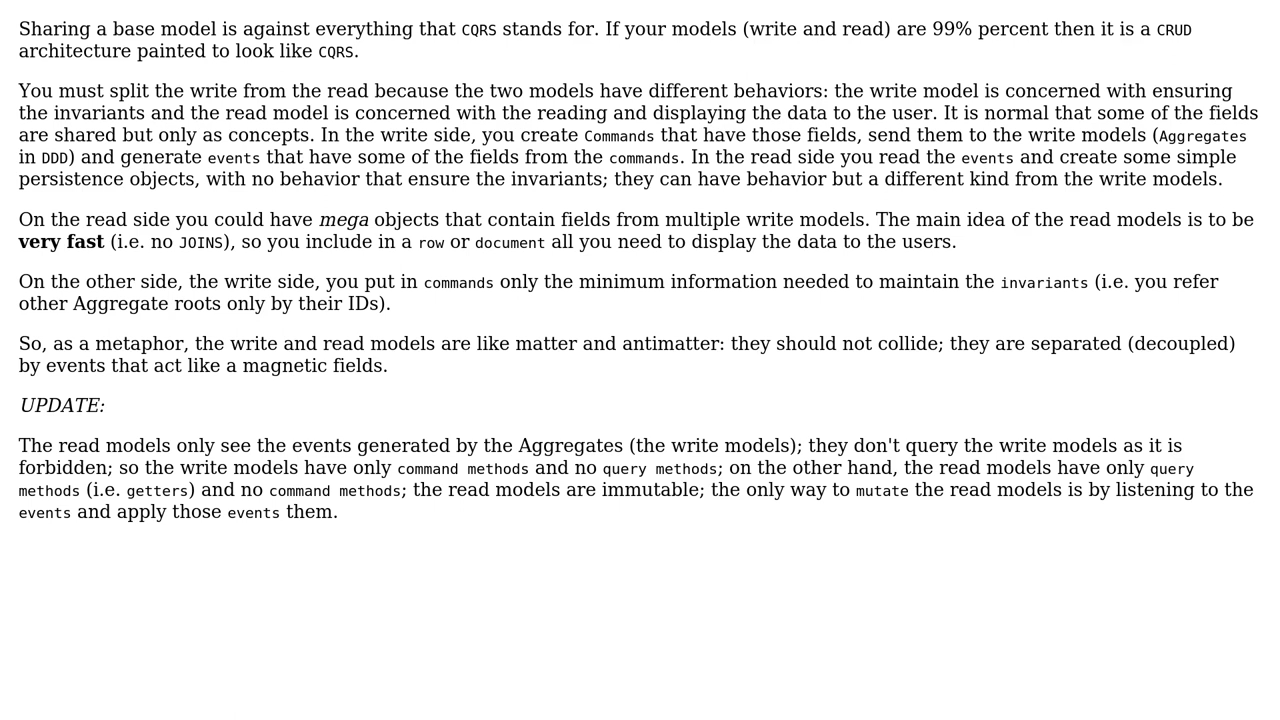 Sharing a base model is against everything that CQRS stands for. If your models (write and read) are 99% percent then it is a CRUD
architecture painted to look like CQRS.
You must split the write from the read because the two models have different behaviors: the write model is concerned with ensuring
the invariants and the read model is concerned with the reading and displaying the data to the user. It is normal that some of the fields
are shared but only as concepts. In the write side, you create Commands that have those fields, send them to the write models (Aggregates
in DDD) and generate events that have some of the fields from the commands. In the read side you read the events and create some simple
persistence objects, with no behavior that ensure the invariants; they can have behavior but a different kind from the write models.
On the read side you could have mega objects that contain fields from multiple write models. The main idea of the read models is to be
very fast (i.e. no JOINS), so you include in a row or document all you need to display the data to the users.
On the other side, the write side, you put in commands only the minimum information needed to maintain the invariants (i.e. you refer
other Aggregate roots only by their IDs).
So, as a metaphor, the write and read models are like matter and antimatter: they should not collide; they are separated (decoupled)
by events that act like a magnetic fields.
UPDATE:
The read models only see the events generated by the Aggregates (the write models); they don't query the write models as it is
forbidden; so the write models have only command methods and no query methods; on the other hand, the read models have only query
methods (i.e. getters) and no command methods; the read models are immutable; the only way to mutate the read models is by listening to the
events and apply those events them.